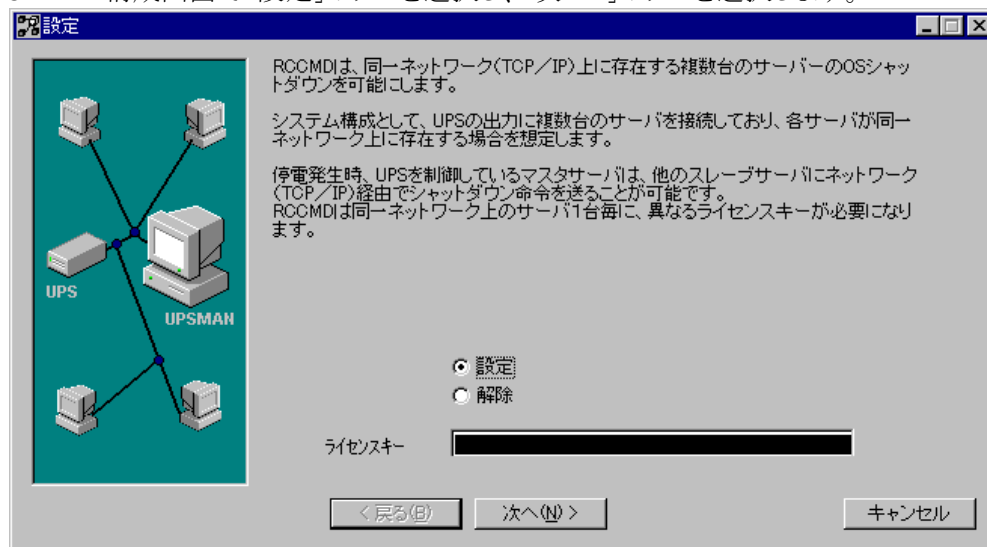 設定
RCCMDは、同一ネットワーク(TCP/IP)上に存在する複数台のサーバーのOSシャッ
トダウンを可能にします。
システム構成として、UPSの出力に複数台のサーバを接続しており、各サーバが同一
ネットワーク上に存在する場合を想定します。
停電発生時、UPSを制御しているマスタサーバは、他のスレーブサーバにネットワーク
(TCP/IP)経由でシャットダウン命令を送ることが可能です。
RCCMDは同一ネットワーク上のサーバ1台毎に、異なるライセンスキーが必要になり
ます。
UPS
UPSMAN
設定
解除
ライセンスキー
< 戻る(B)
次へ(N) >
キャンセル